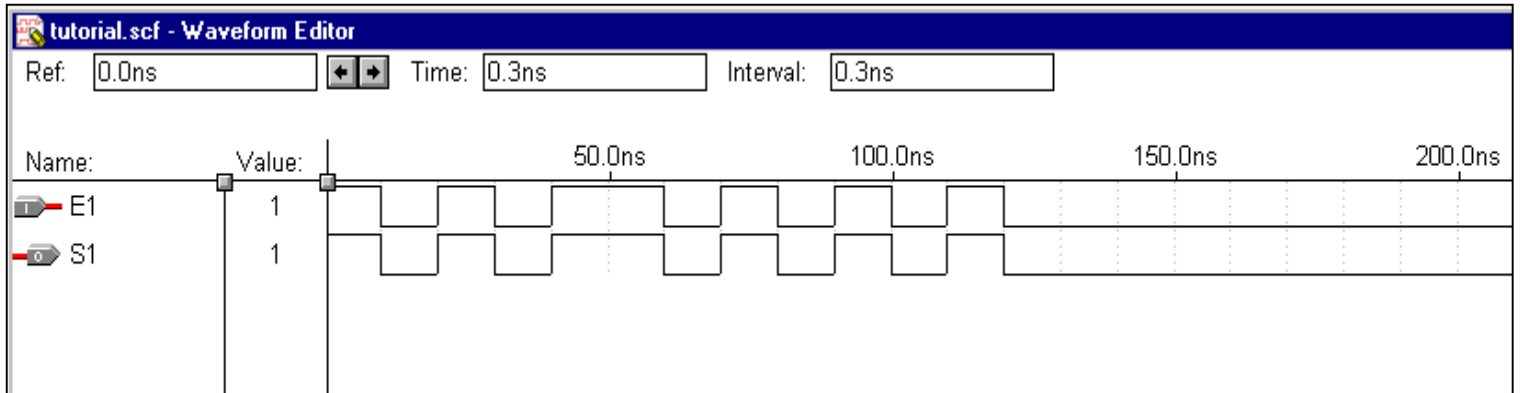 tutorial.scf - Waveform Editor
Ref: 0.0ns Time: 0.3ns Interval: 0.3ns
Name: Value: 50.0ns 100.0ns 150.0ns 200.0ns
I E1 1
O S1 1